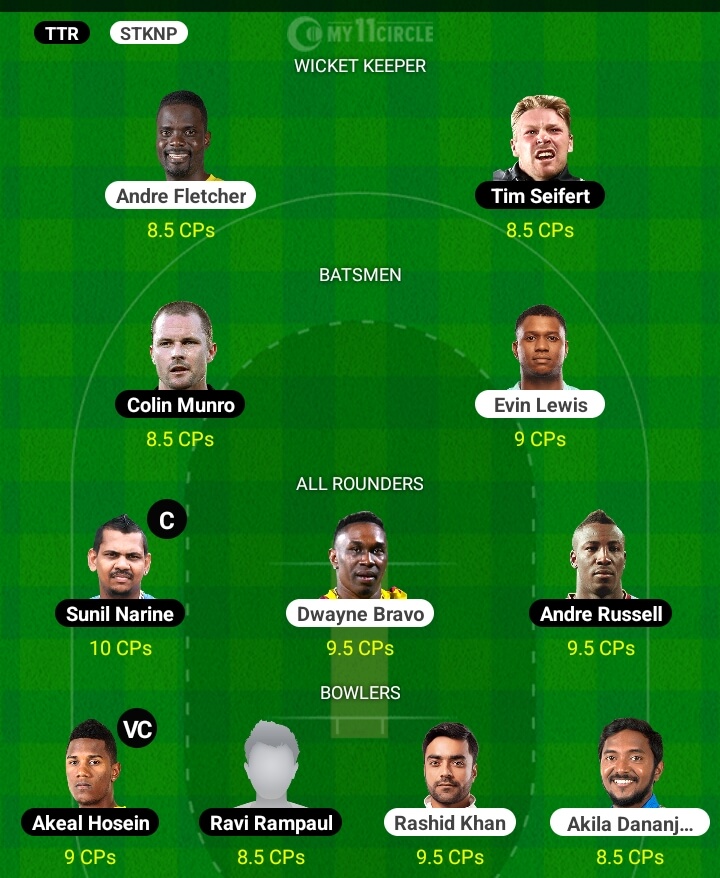 TTR STKNP MY11CIRCLE
WICKET KEEPER
Andre Fletcher Tim Seifert
8.5 CPs 8.5 CPs
BATSMEN
Colin Munro Evin Lewis
8.5 CPs 9 CPs
ALL ROUNDERS
C
Sunil Narine Dwayne Bravo Andre Russell
10 CPs 9.5 CPs 9.5 CPs
BOWLERS
VC
Akeal Hosein Ravi Rampaul Rashid Khan Akila Dananj...
9 CPs 8.5 CPs 9.5 CPs 8.5 CPs